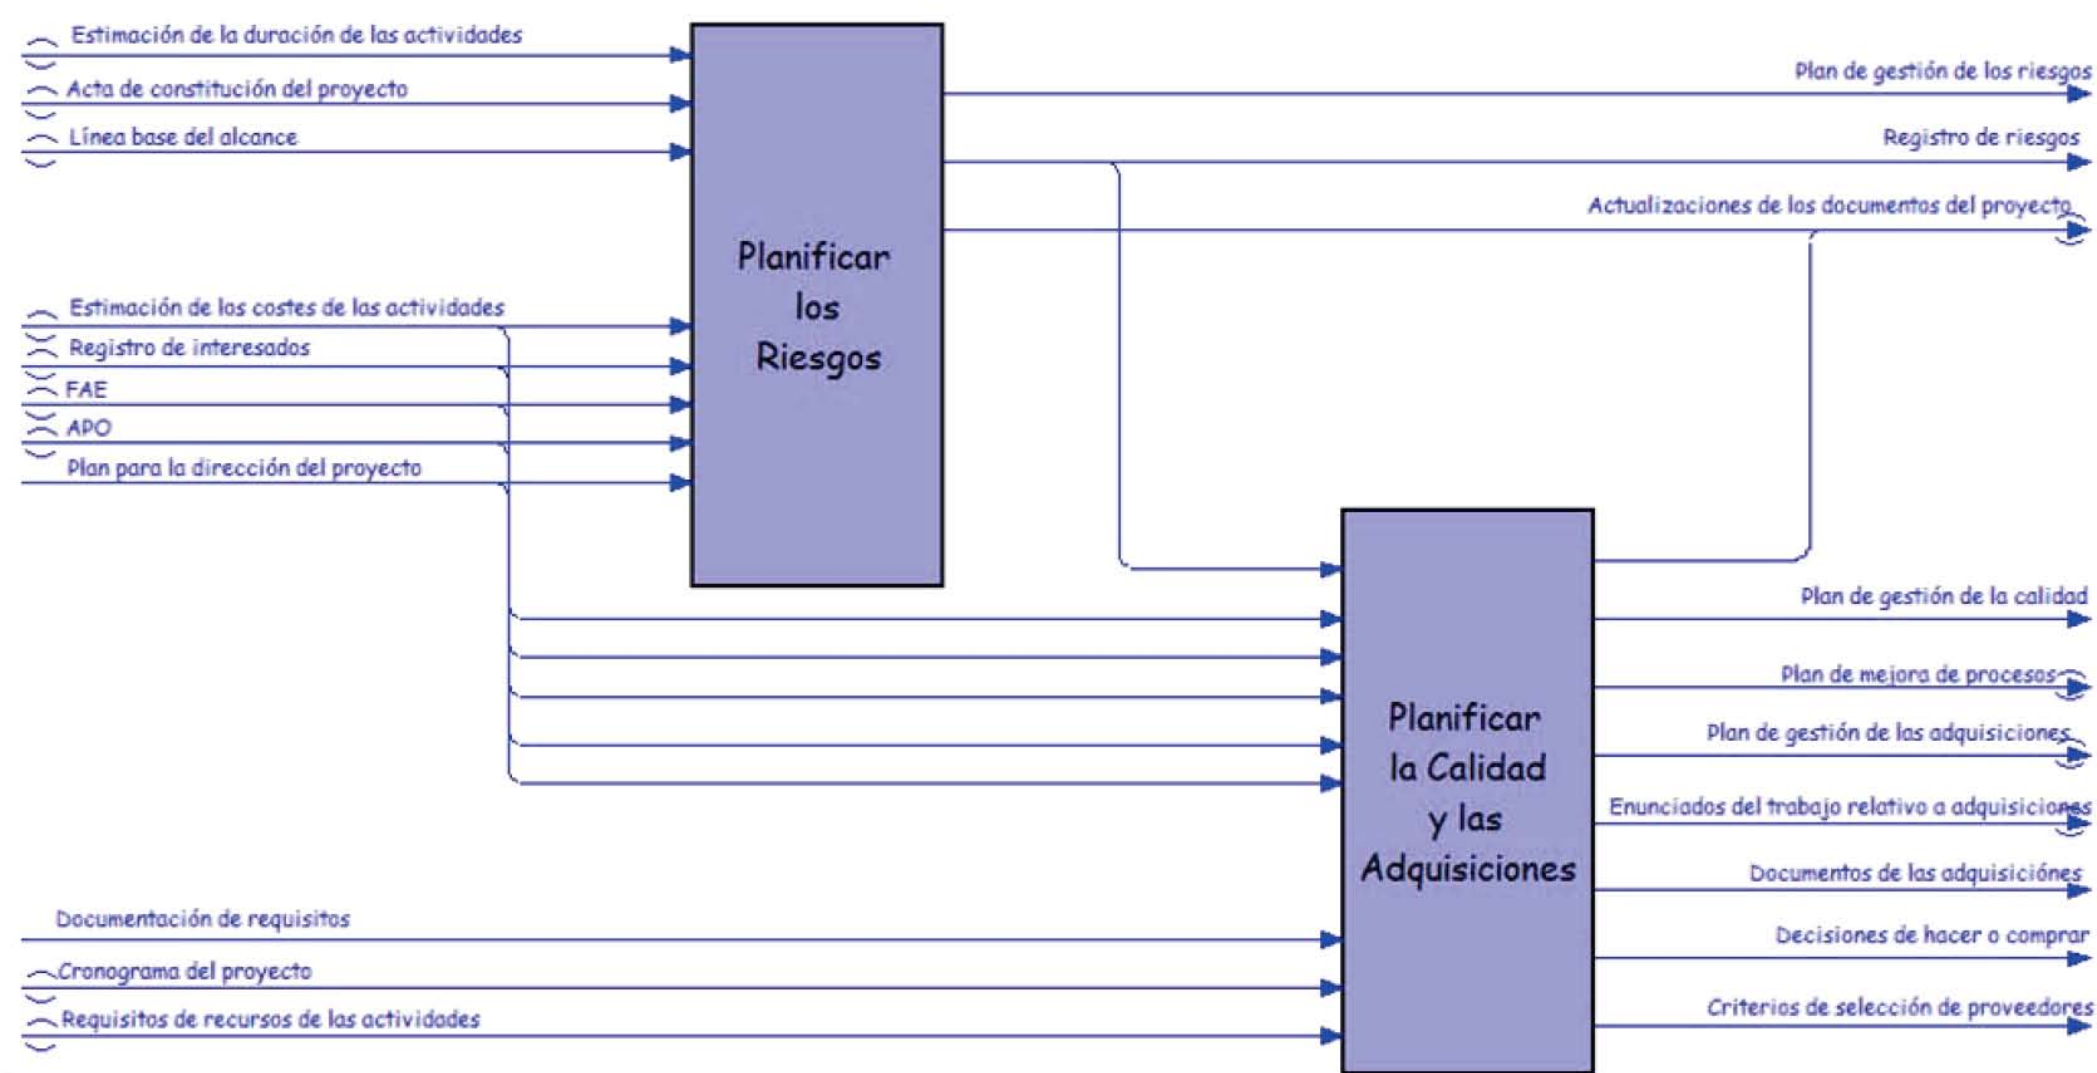 Estimación de la duración de las actividades
Acta de constitución del proyecto
Línea base del alcance
Estimación de los costes de las actividades
Registro de interesados
FAE
APO
Plan para la dirección del proyecto
Documentación de requisitos
Cronograma del proyecto
Requisitos de recursos de las actividades
Planificar
los
Riesgos
Planificar
la Calidad
y las
Adquisiciones
Plan de gestión de los riesgos
Registro de riesgos
Actualizaciones de los documentos del proyecto
Plan de gestión de la calidad
Plan de mejora de procesos
Plan de gestión de las adquisiciones
Enunciados del trabajo relativo a adquisiciones
Documentos de las adquisiciónes
Decisiones de hacer o comprar
Criterios de selección de proveedores